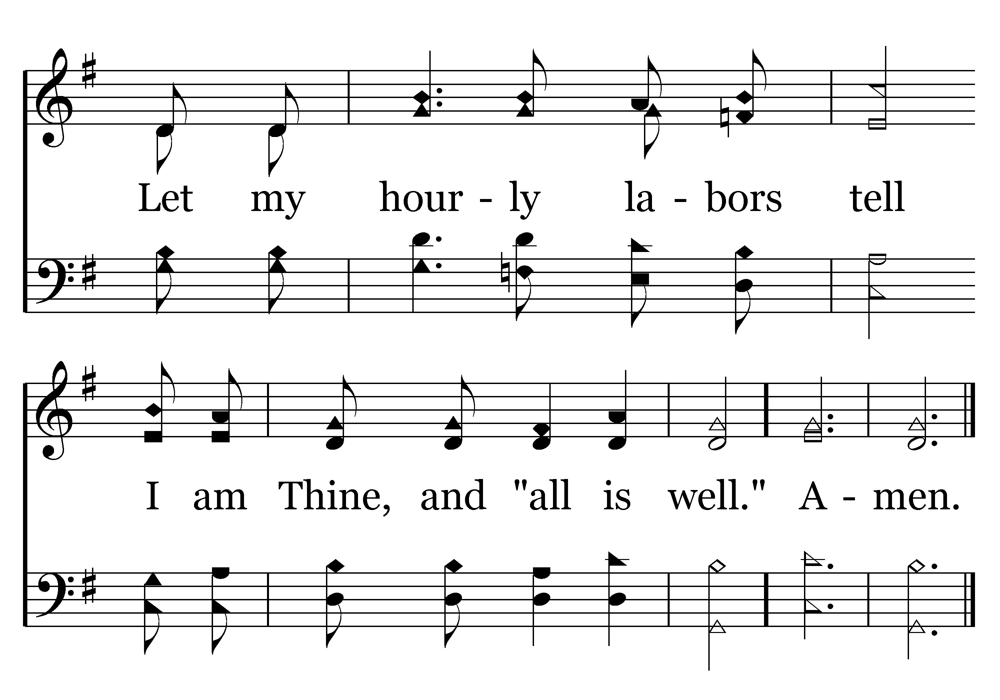 Let my hour - ly la - bors tell
I am Thine, and "all is well." A - men.